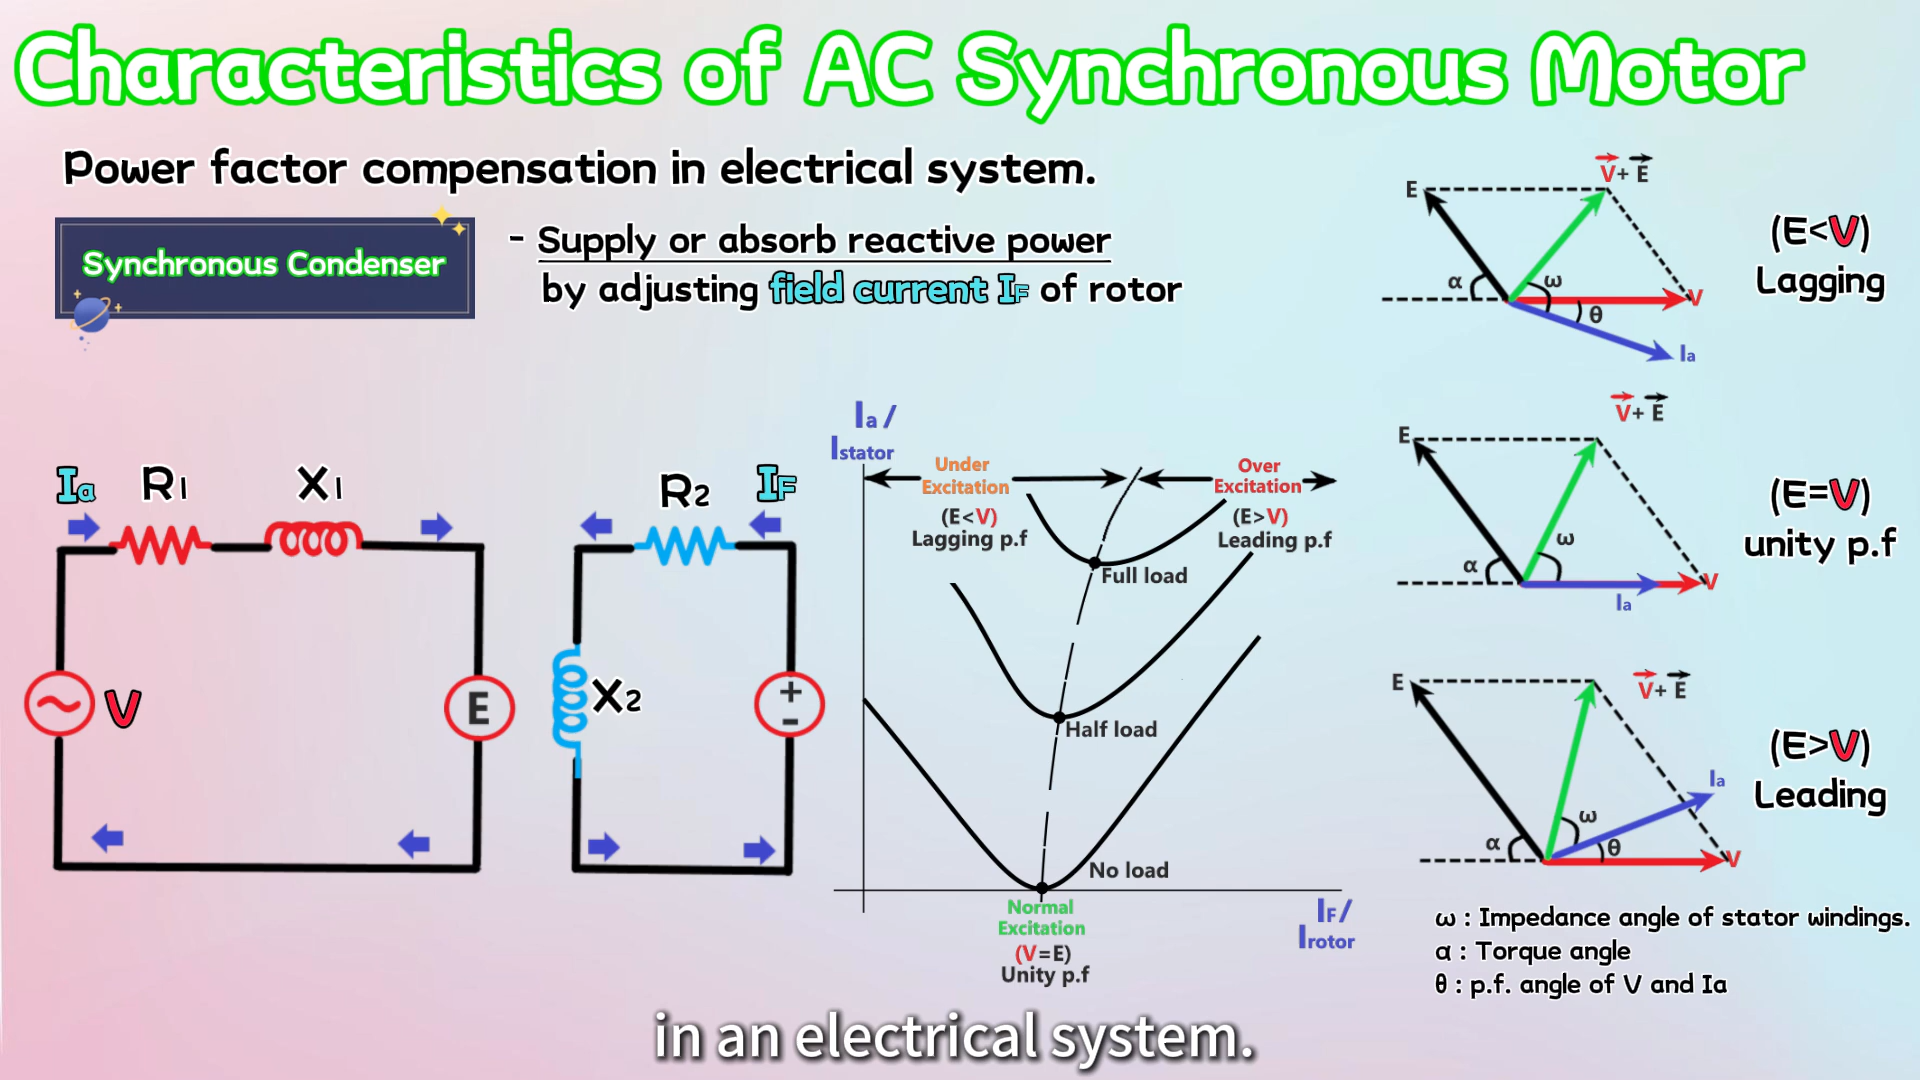 Characteristics of AC Synchronous Motor
Power factor compensation in electrical system.
Synchronous Condenser
- Supply or absorb reactive power
by adjusting field current IF of rotor
Ia
R1
X1
V
E
R2
IF
X2
+
-
Ia /
Istator
Under
Excitation
(E<V)
Lagging p.f
Over
Excitation
(E>V)
Leading p.f
Full load
Half load
No load
Normal
Excitation
(V=E)
Unity p.f
IF /
Irotor
V + E
E
α
ω
θ
V
Ia
(E<V)
Lagging
V + E
E
α
ω
V
Ia
(E=V)
unity p.f
V + E
E
α
ω
θ
Ia
V
(E>V)
Leading
ω : Impedance angle of stator windings.
α : Torque angle
θ : p.f. angle of V and Ia
in an electrical system.